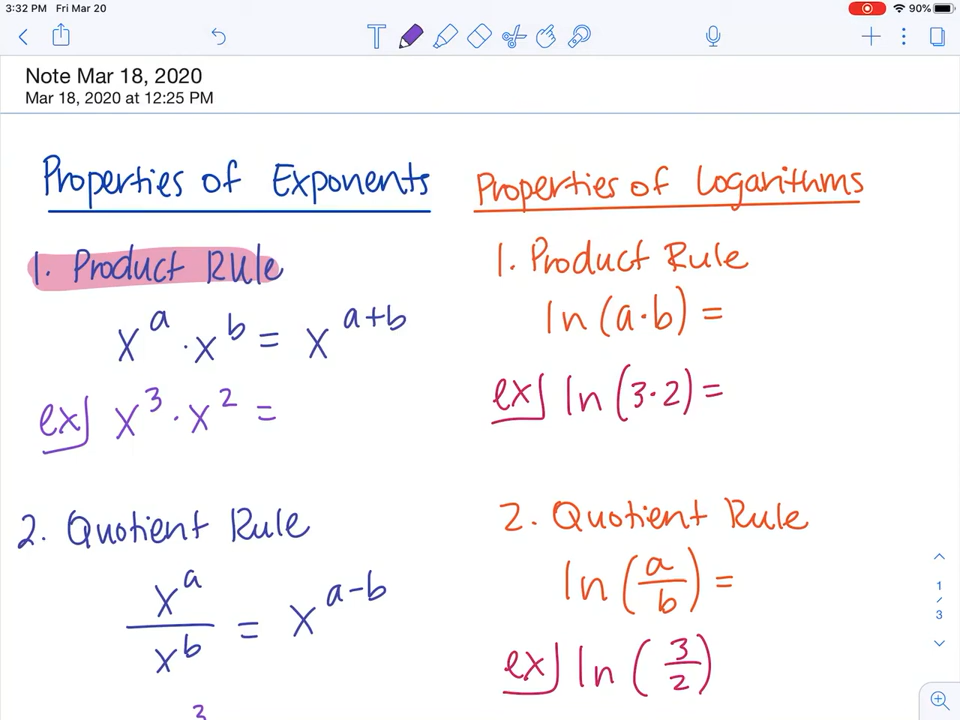 3:32 PM Fri Mar 20
90%
Note Mar 18, 2020
Mar 18, 2020 at 12:25 PM
Properties of Exponents
1. Product Rule
x^a · x^b = x^(a+b)
ex] x^3 · x^2 =
2. Quotient Rule
x^a / x^b = x^(a-b)
3
Properties of Logarithms
1. Product Rule
ln (a·b) =
ex] ln (3·2) =
2. Quotient Rule
ln (a/b) =
ex] ln (3/2)
1
/
3